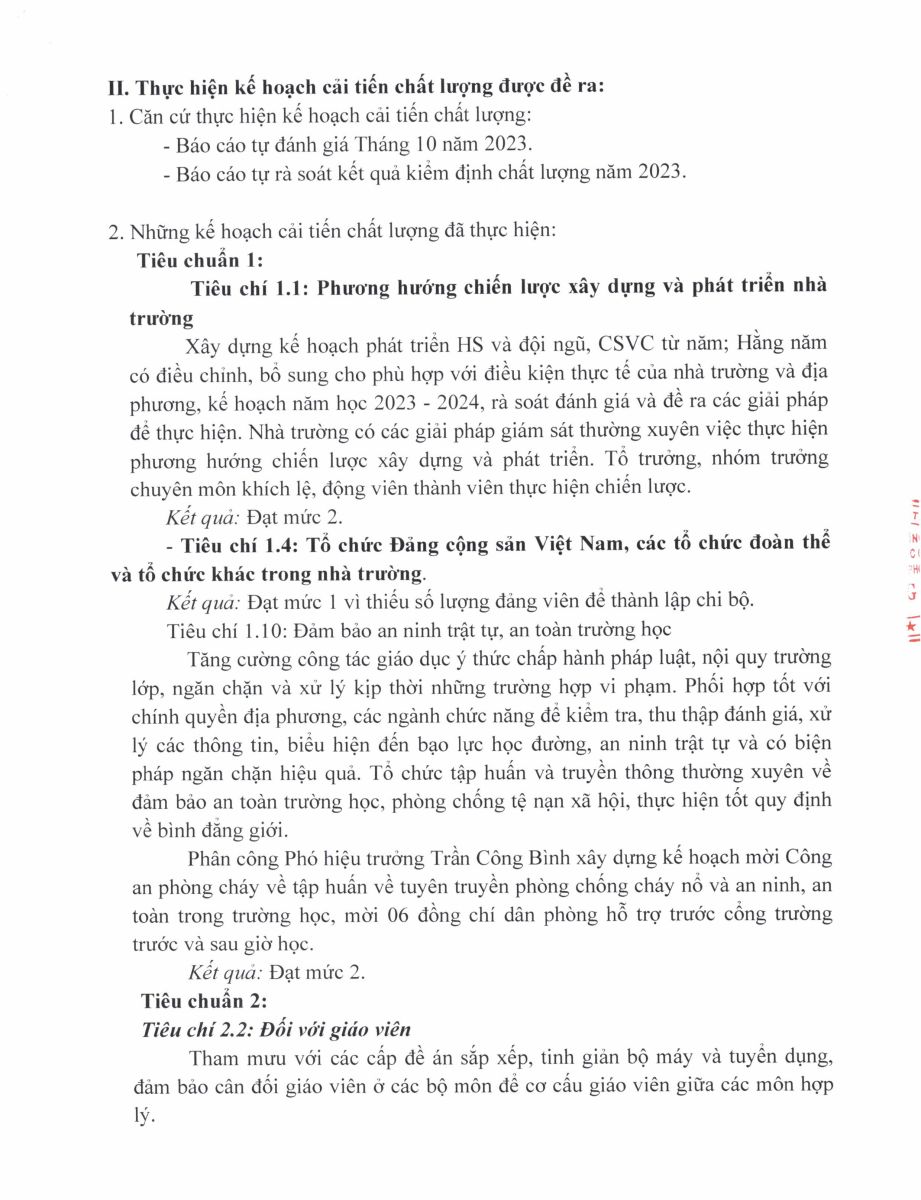 II. Thực hiện kế hoạch cải tiến chất lượng được đề ra:
1. Căn cứ thực hiện kế hoạch cải tiến chất lượng:
- Báo cáo tự đánh giá Tháng 10 năm 2023.
- Báo cáo tự rà soát kết quả kiểm định chất lượng năm 2023.
2. Những kế hoạch cải tiến chất lượng đã thực hiện:
Tiêu chuẩn 1:
Tiêu chí 1.1: Phương hướng chiến lược xây dựng và phát triển nhà
trường
Xây dựng kế hoạch phát triển HS và đội ngũ, CSVC từ năm; Hằng năm
có điều chỉnh, bổ sung cho phù hợp với điều kiện thực tế của nhà trường và địa
phương, kế hoạch năm học 2023 - 2024, rà soát đánh giá và đề ra các giải pháp
để thực hiện. Nhà trường có các giải pháp giám sát thường xuyên việc thực hiện
phương hướng chiến lược xây dựng và phát triển. Tổ trưởng, nhóm trưởng
chuyên môn khích lệ, động viên thành viên thực hiện chiến lược.
Kết quả: Đạt mức 2.
- Tiêu chí 1.4: Tổ chức Đảng cộng sản Việt Nam, các tổ chức đoàn thể
và tổ chức khác trong nhà trường.
Kết quả: Đạt mức 1 vì thiếu số lượng đảng viên để thành lập chi bộ.
Tiêu chí 1.10: Đảm bảo an ninh trật tự, an toàn trường học
Tăng cường công tác giáo dục ý thức chấp hành pháp luật, nội quy trường
lớp, ngăn chặn và xử lý kịp thời những trường hợp vi phạm. Phối hợp tốt với
chính quyền địa phương, các ngành chức năng để kiểm tra, thu thập đánh giá, xử
lý các thông tin, biểu hiện đến bạo lực học đường, an ninh trật tự và có biện
pháp ngăn chặn hiệu quả. Tổ chức tập huấn và truyền thông thường xuyên về
đảm bảo an toàn trường học, phòng chống tệ nạn xã hội, thực hiện tốt quy định
về bình đẳng giới.
Phân công Phó hiệu trưởng Trần Công Bình xây dựng kế hoạch mời Công
an phòng cháy về tập huấn về tuyên truyền phòng chống cháy nổ và an ninh, an
toàn trong trường học, mời 06 đồng chí dân phòng hỗ trợ trước cổng trường
trước và sau giờ học.
Kết quả: Đạt mức 2.
Tiêu chuẩn 2:
Tiêu chí 2.2: Đối với giáo viên
Tham mưu với các cấp đề án sắp xếp, tinh giản bộ máy và tuyển dụng,
đảm bảo cân đối giáo viên ở các bộ môn để cơ cấu giáo viên giữa các môn hợp
lý.